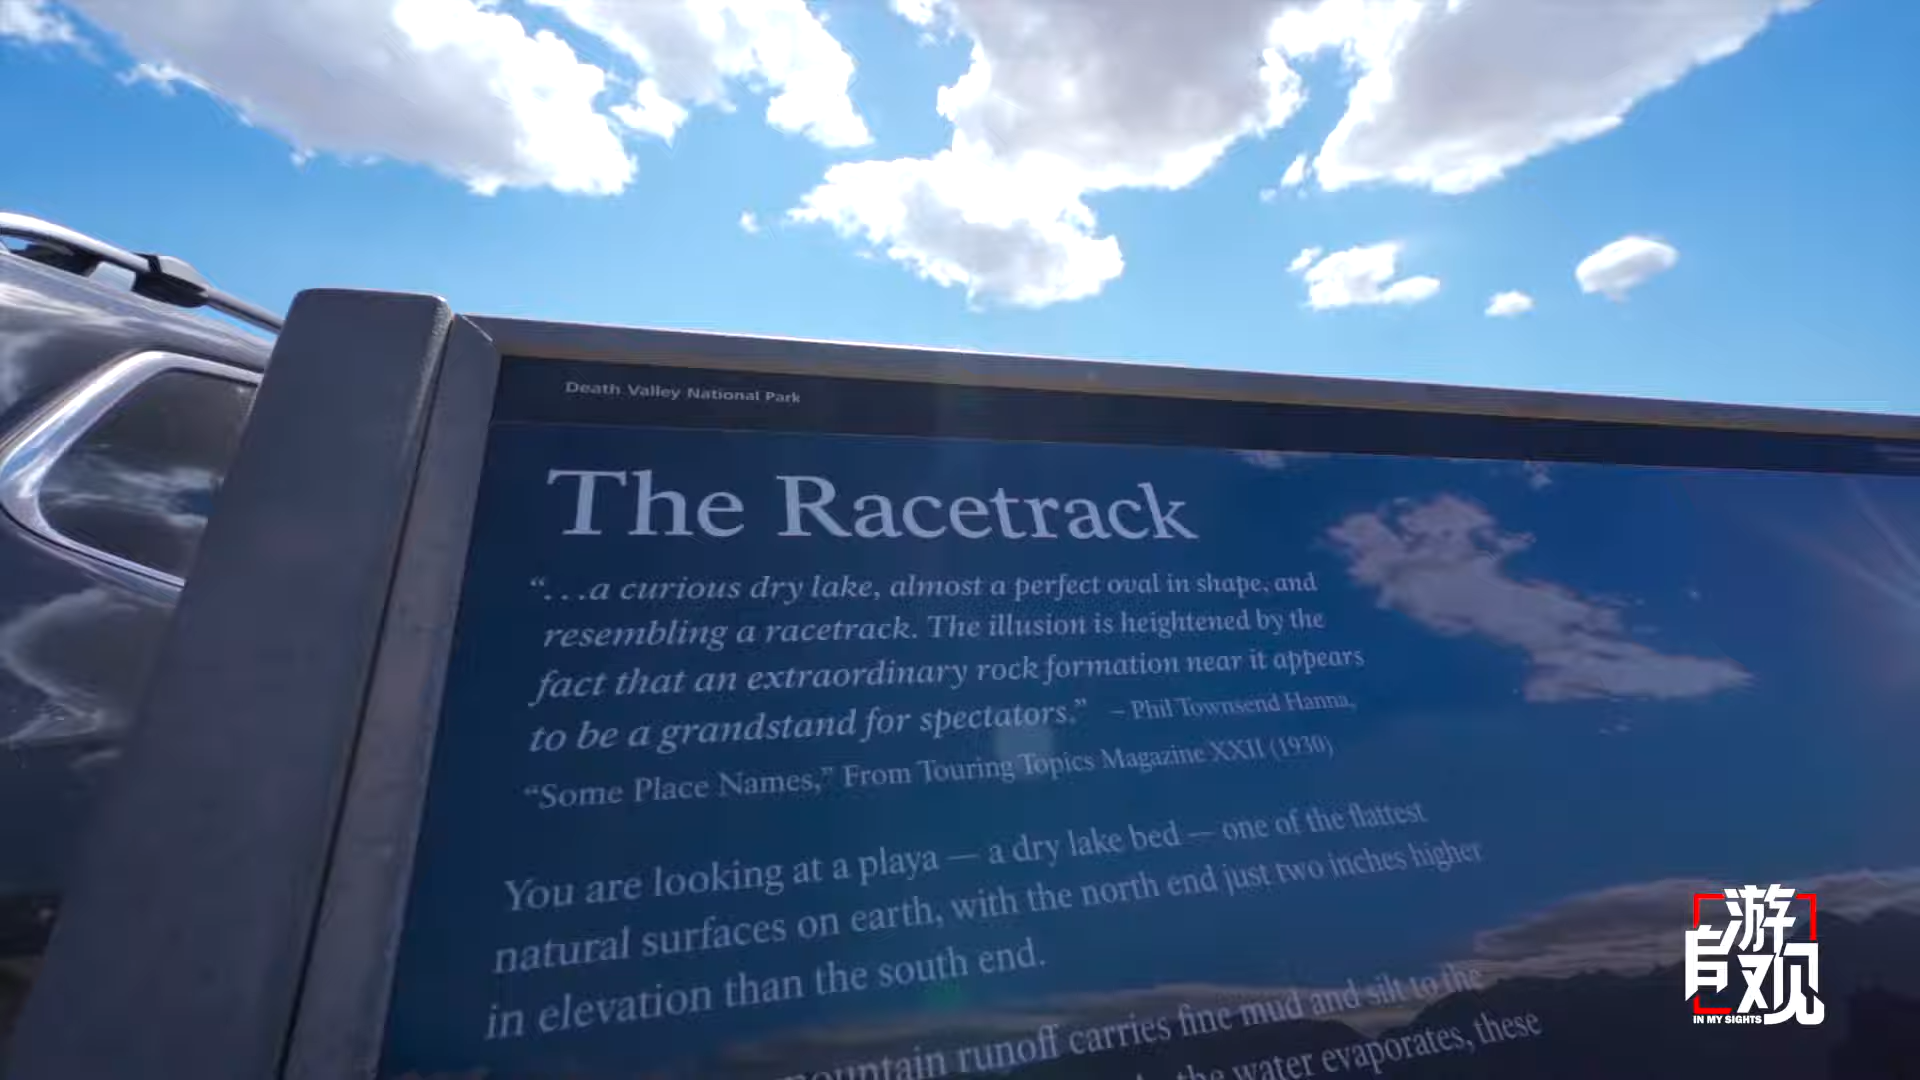 Death Valley National Park
The Racetrack
“...a curious dry lake, almost a perfect oval in shape, and
resembling a racetrack. The illusion is heightened by the
fact that an extraordinary rock formation near it appears
to be a grandstand for spectators.” – Phil Townsend Hanna,
“Some Place Names,” From Touring Topics Magazine XXII (1930)
You are looking at a playa — a dry lake bed — one of the flattest
natural surfaces on earth, with the north end just two inches higher
in elevation than the south end.
runoff carries fine mud and silt to the
the water evaporates, these
自游观
IN MY SIGHTS